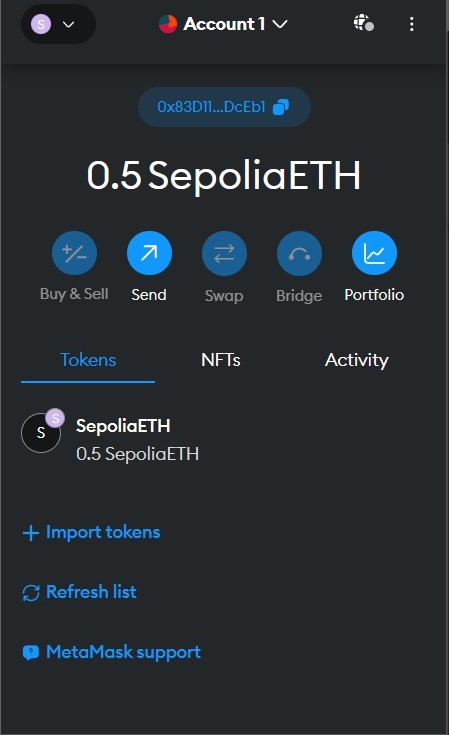 S
Account 1
0x83D11...DcEb1
0.5 SepoliaETH
Buy & Sell Send Swap Bridge Portfolio
Tokens NFTs Activity
S
S
SepoliaETH
0.5 SepoliaETH
Import tokens
Refresh list
MetaMask support